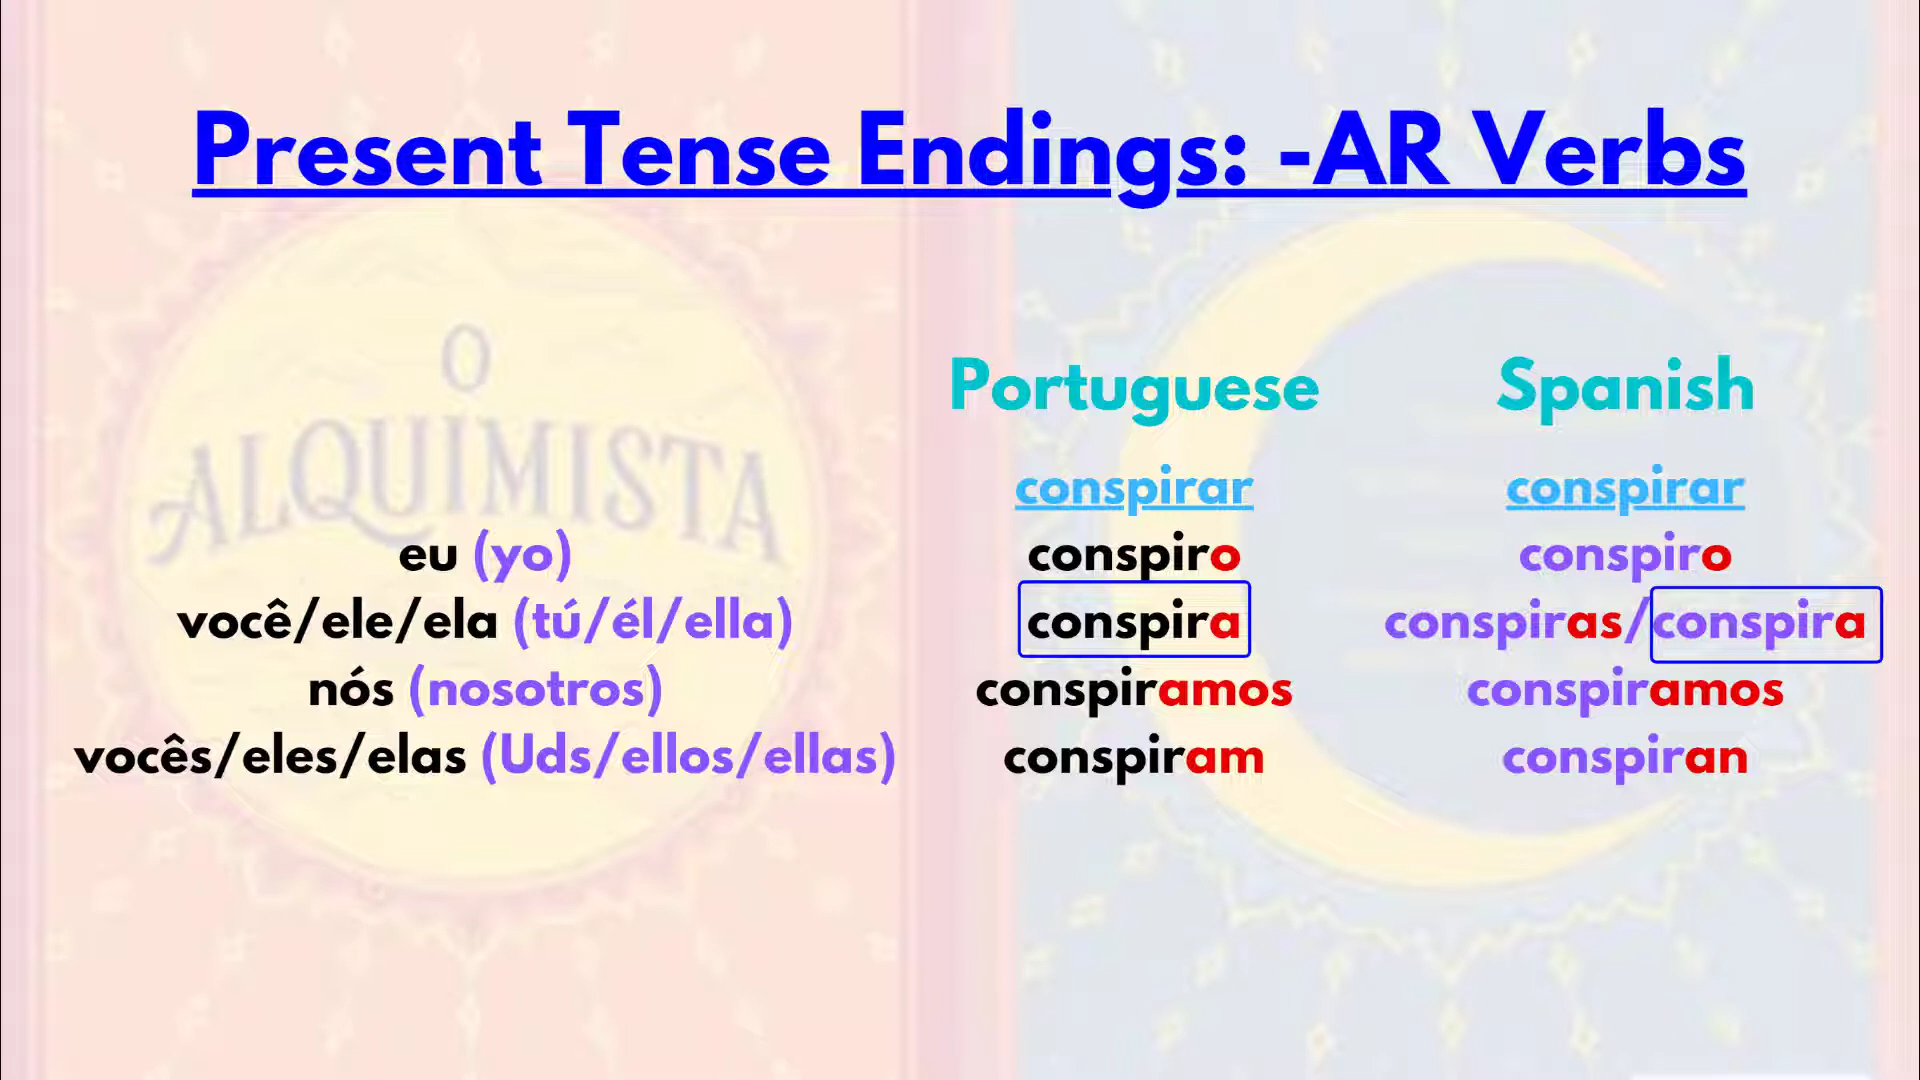 Present Tense Endings: -AR Verbs
O
ALQUIMISTA
Portuguese Spanish
conspirar conspirar
eu (yo) conspiro conspiro
você/ele/ela (tú/él/ella) conspira conspiras/conspira
nós (nosotros) conspiramos conspiramos
vocês/eles/elas (Uds/ellos/ellas) conspiram conspiran